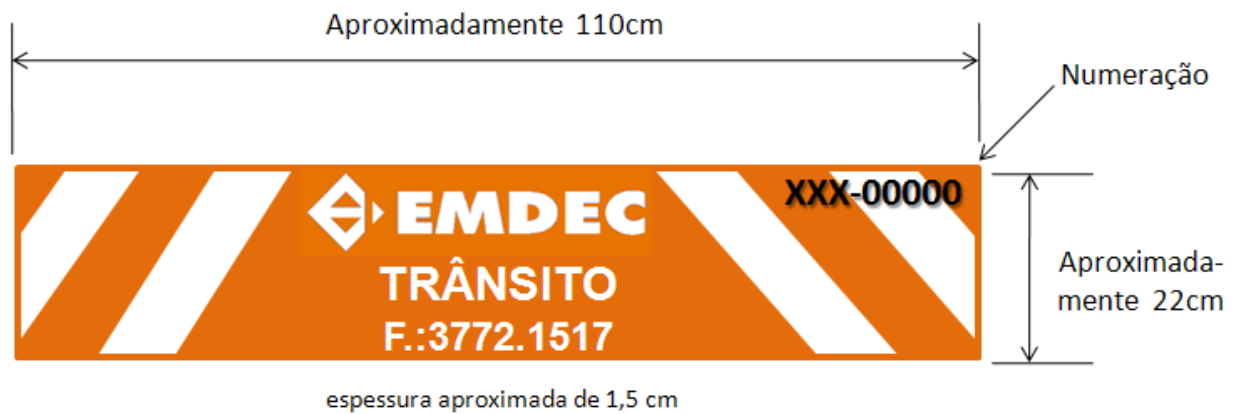 Aproximadamente 110cm
Numeração
XXX-00000
EMDEC
TRÂNSITO
F.:3772.1517
Aproximada-
mente 22cm
espessura aproximada de 1,5 cm